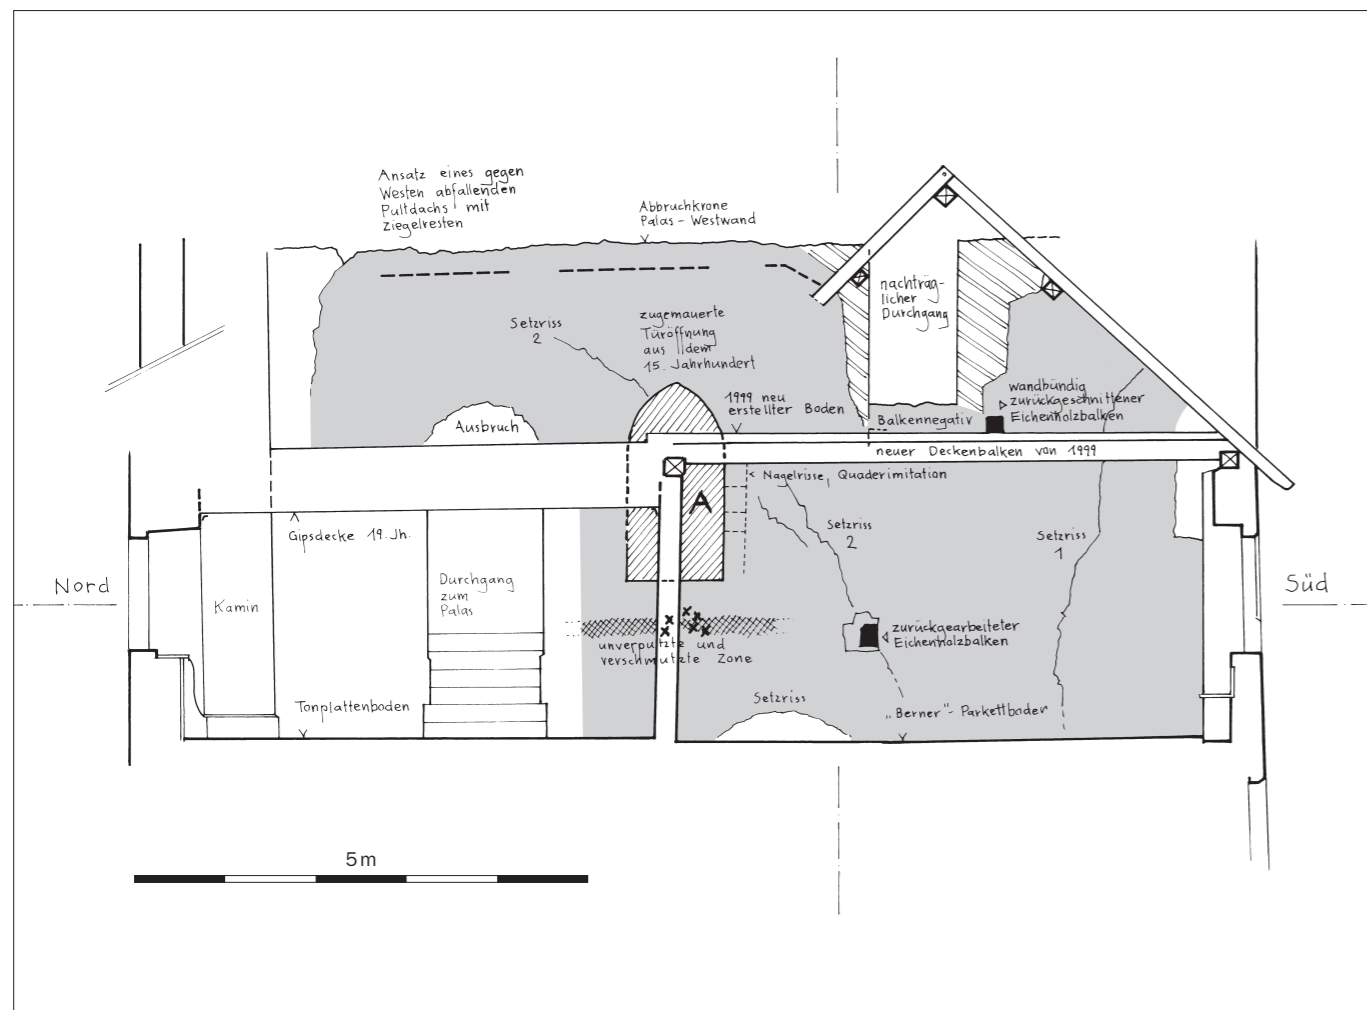 Ansatz eines gegen
Westen abfallenden
Pultdachs mit
Ziegelresten
Abbruchkrone
Palas - Westwand
nachträg-
licher
Durchgang
Setzriss
2
zugemauerte
Türöffnung
aus dem
15. Jahrhundert
1999 neu
erstellter Boden
wandbündig
zurückgeschnittener
Eichenholzbalken
Balkennegativ
Ausbruch
neuer Deckenbalken von 1999
Nagelrisse, Quaderimitation
A
Gipsdecke 19. Jh.
Setzriss
2
Setzriss
1
Nord
Süd
Kamin
Durchgang
zum
Palas
zurückgearbeiteter
Eichenholzbalken
unverputzte und
verschmutzte Zone
Setzriss
Tonplattenboden
„Berner"- Parkettboden
5m